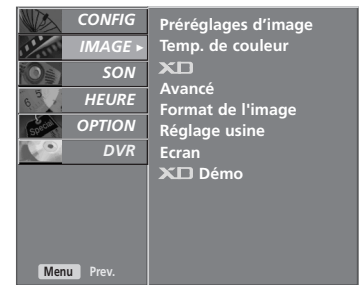 CONFIG
IMAGE ►
SON
HEURE
OPTION
DVR
Menu Prev.
Préréglages d’image
Temp. de couleur
XD
Avancé
Format de l'image
Réglage usine
Ecran
XD Démo